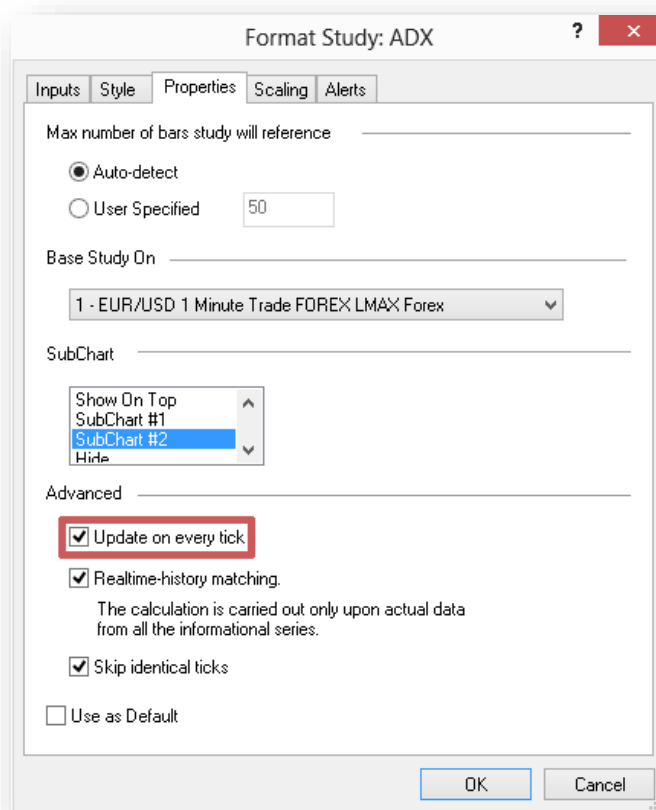 Format Study: ADX
?
Inputs Style Properties Scaling Alerts
Max number of bars study will reference
Auto-detect
User Specified 50
Base Study On
1 - EUR/USD 1 Minute Trade FOREX LMAX Forex
SubChart
Show On Top
SubChart #1
SubChart #2
Hide
Advanced
Update on every tick
Realtime-history matching.
The calculation is carried out only upon actual data
from all the informational series.
Skip identical ticks
Use as Default
OK Cancel